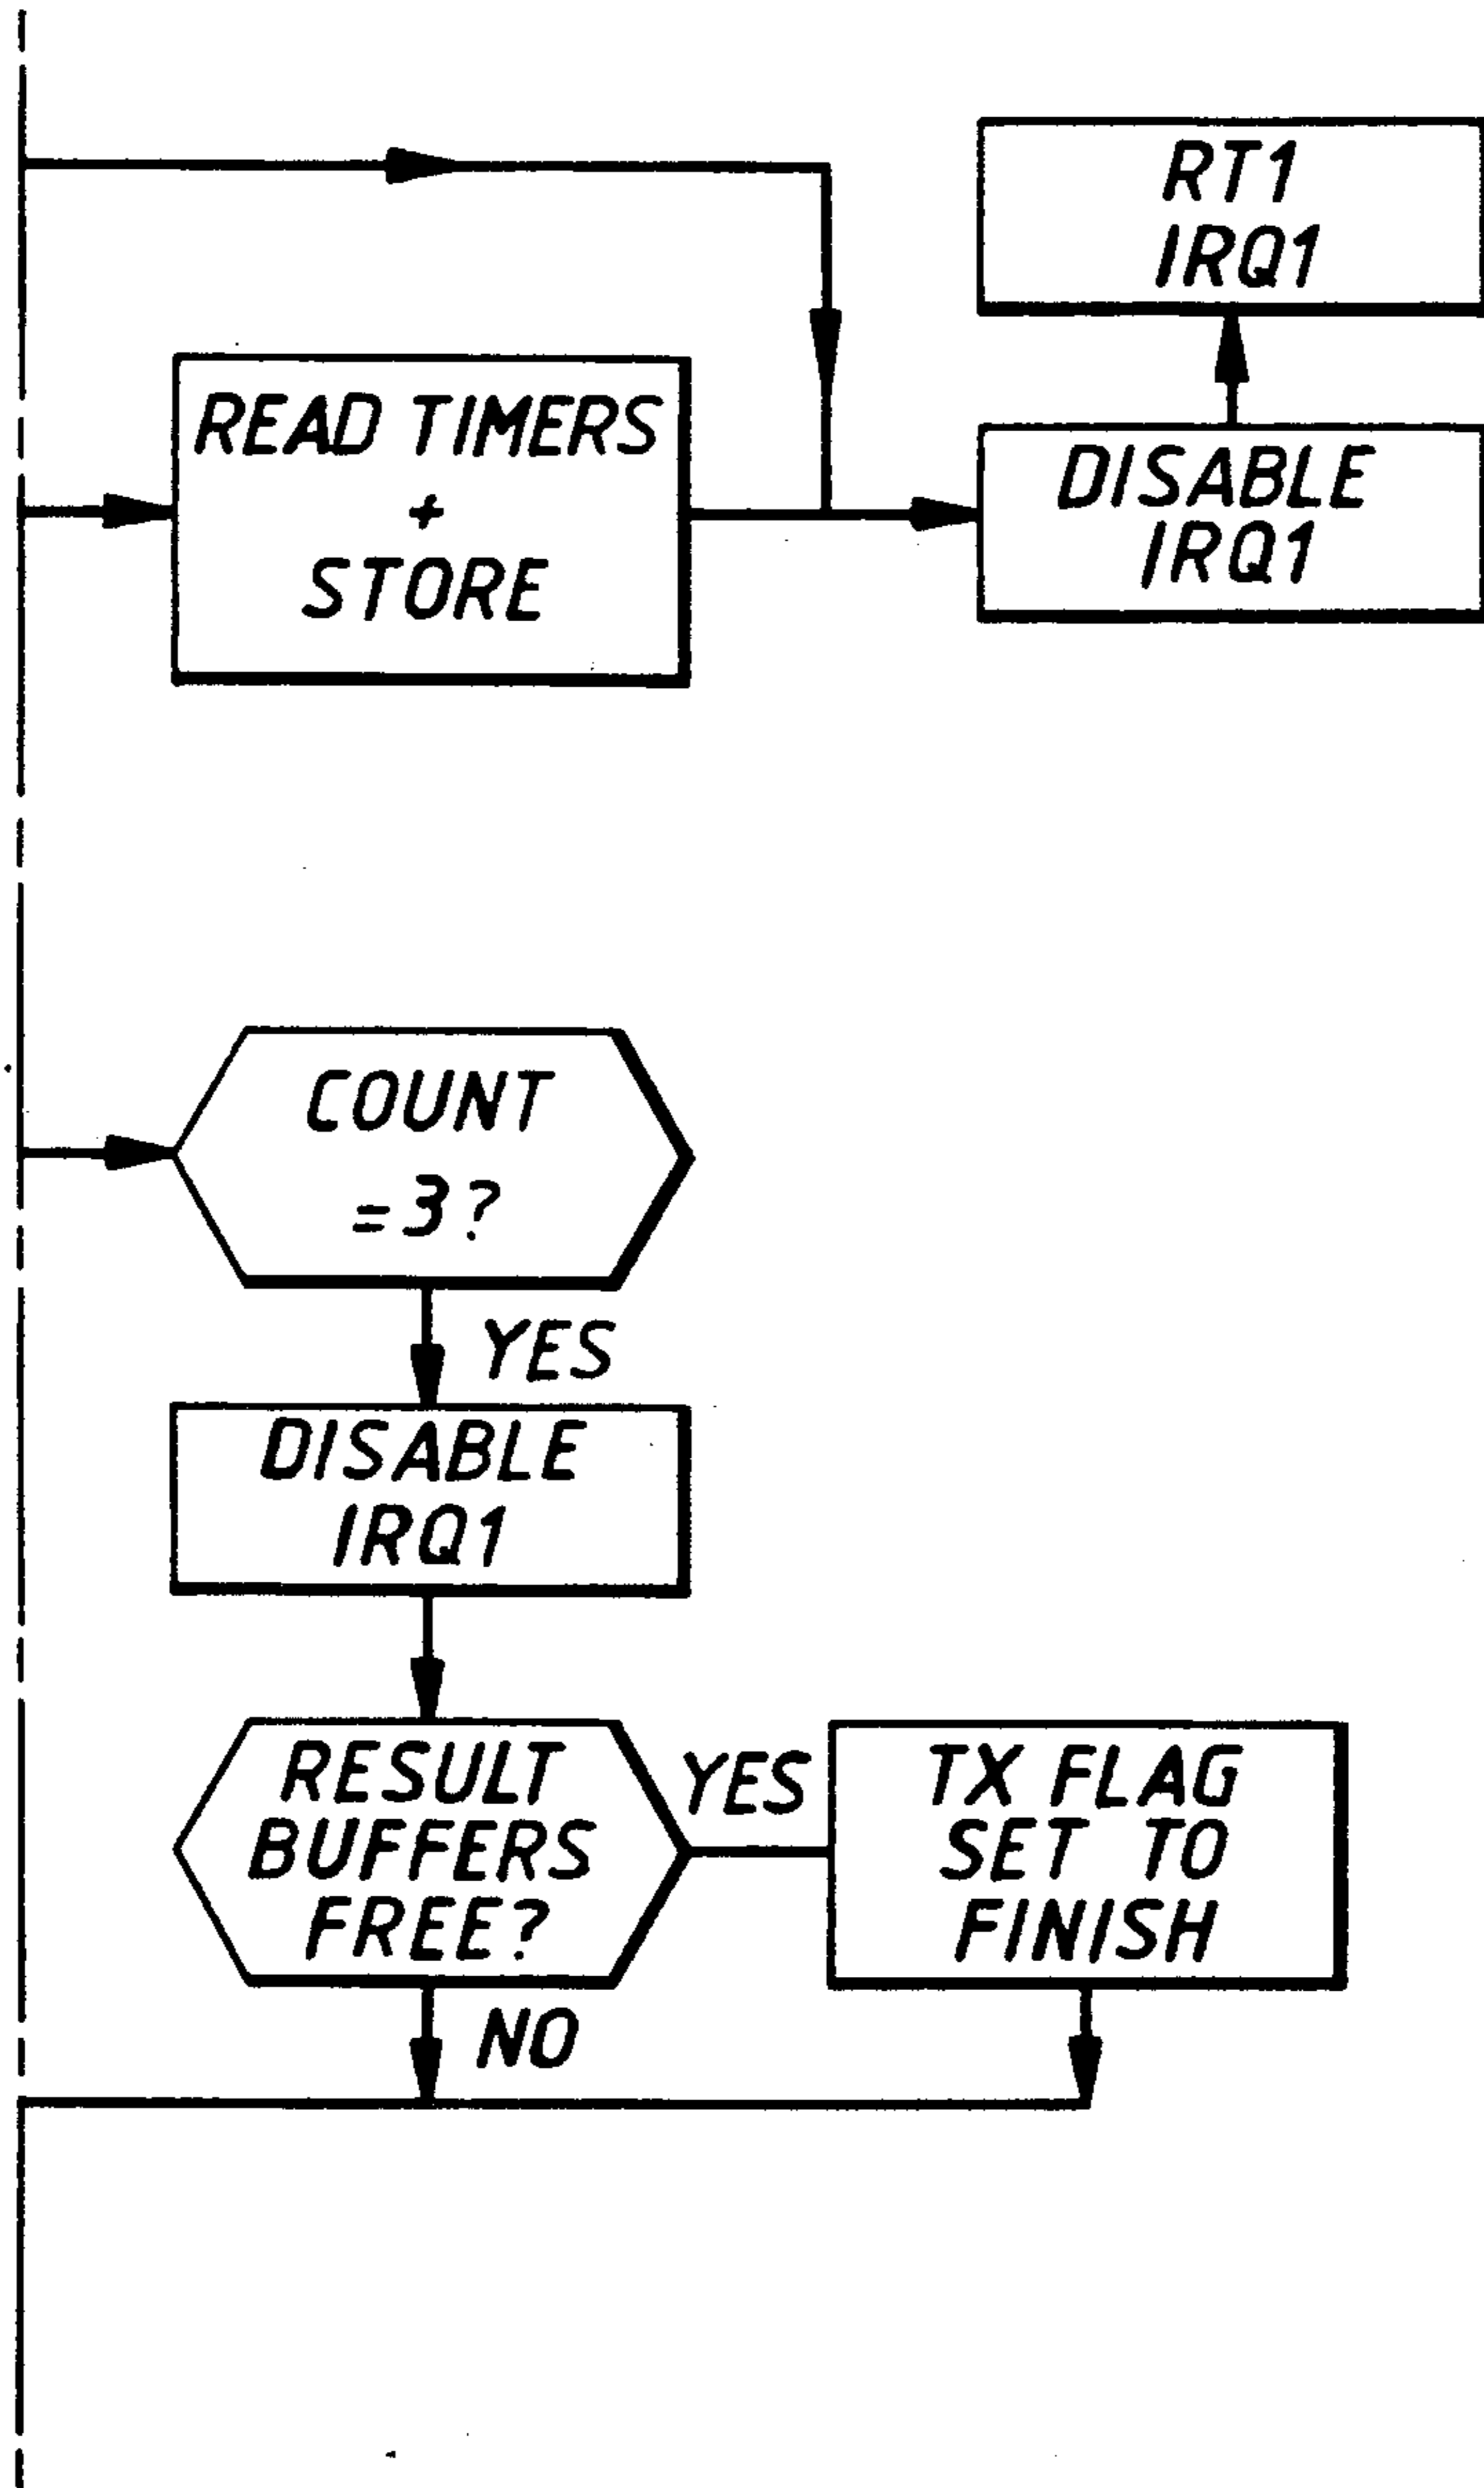 RT1
IRQ1
READ TIMERS
+
STORE
DISABLE
IRQ1
COUNT
=3?
YES
DISABLE
IRQ1
RESULT
BUFFERS
FREE?
YES
TX FLAG
SET TO
FINISH
NO